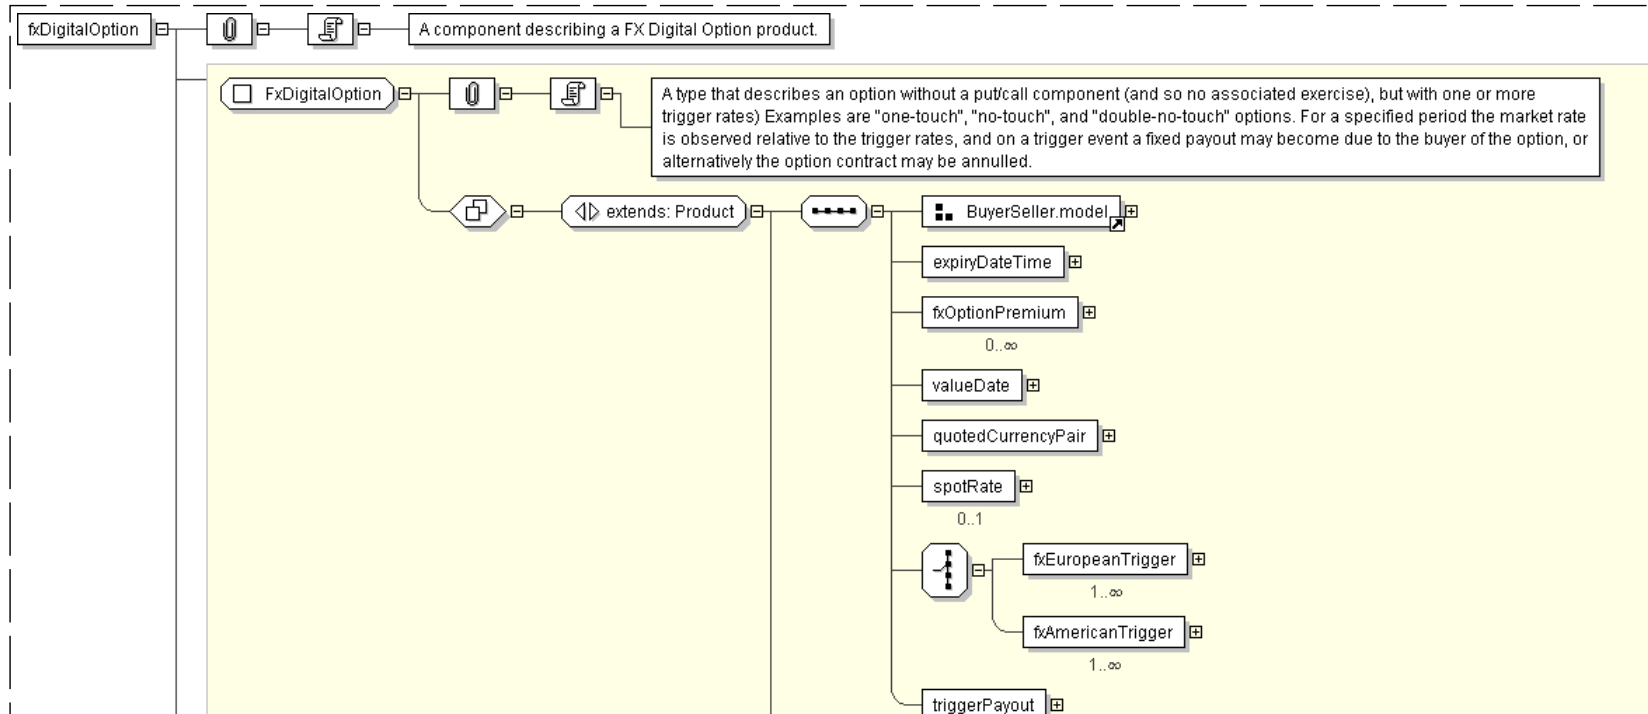 fxDigitalOption
A component describing a FX Digital Option product.
FxDigitalOption
A type that describes an option without a put/call component (and so no associated exercise), but with one or more
trigger rates) Examples are "one-touch", "no-touch", and "double-no-touch" options. For a specified period the market rate
is observed relative to the trigger rates, and on a trigger event a fixed payout may become due to the buyer of the option, or
alternatively the option contract may be annulled.
extends: Product
BuyerSeller.model
expiryDateTime
fxOptionPremium
0..∞
valueDate
quotedCurrencyPair
spotRate
0..1
fxEuropeanTrigger
1..∞
fxAmericanTrigger
1..∞
triggerPayout